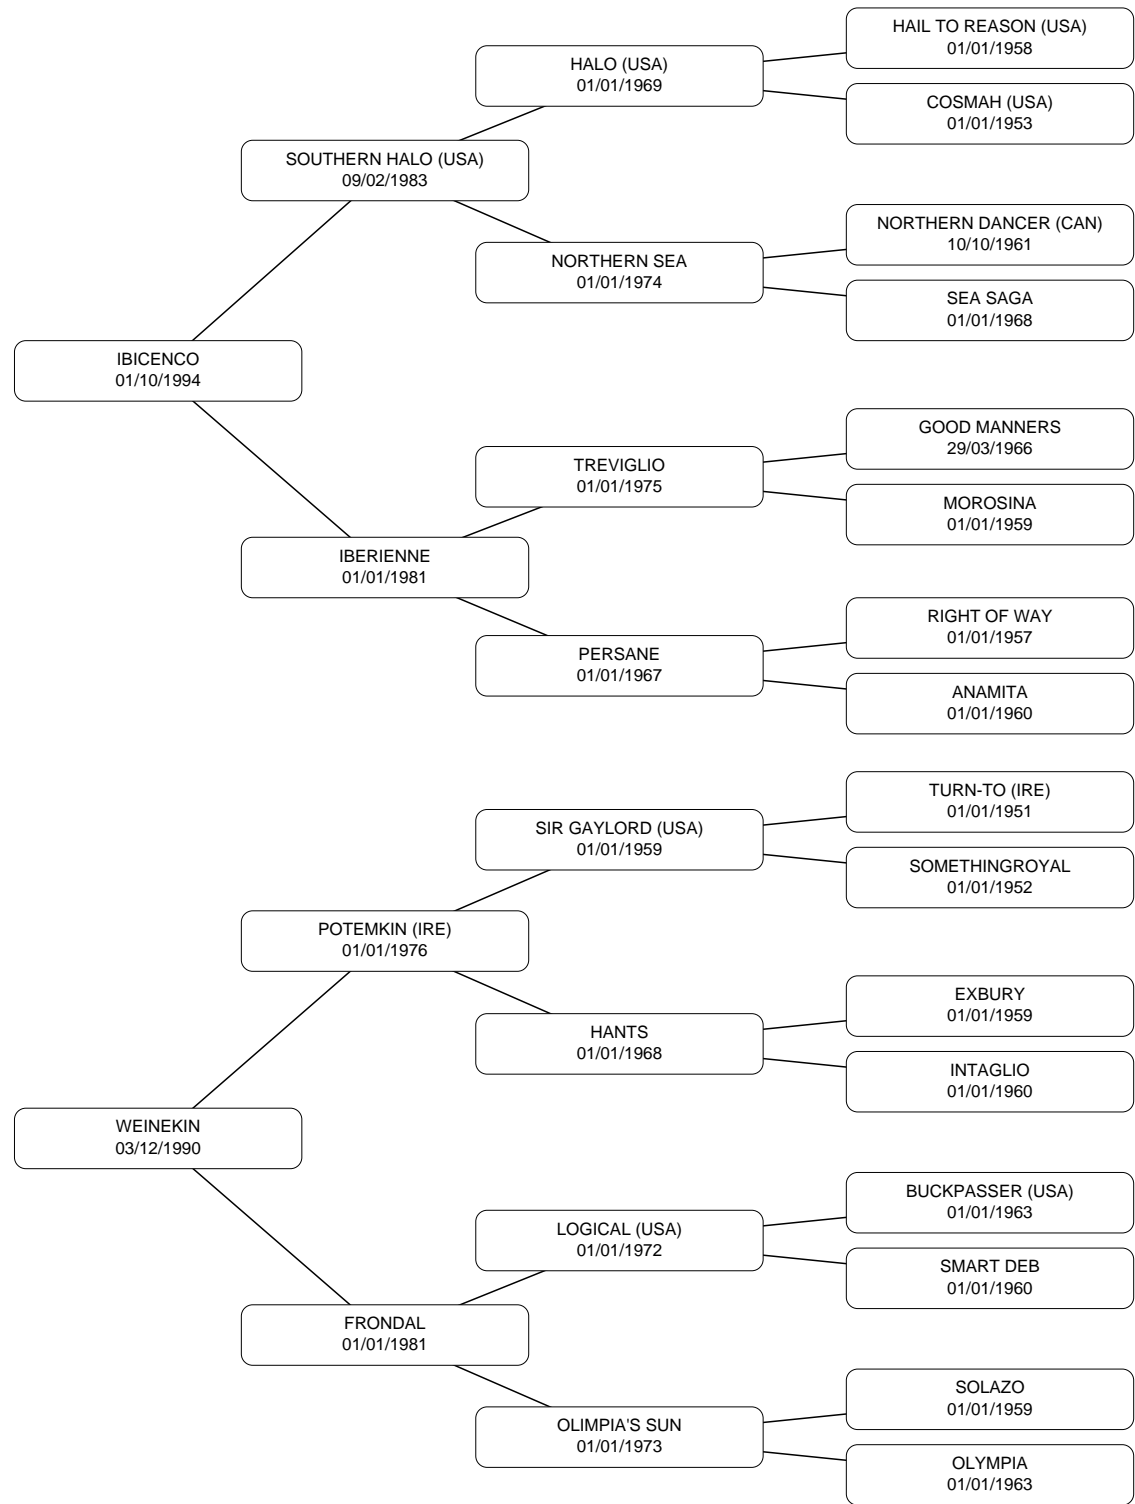 HAIL TO REASON (USA)
01/01/1958
HALO (USA)
01/01/1969
COSMAH (USA)
01/01/1953
SOUTHERN HALO (USA)
09/02/1983
NORTHERN DANCER (CAN)
10/10/1961
NORTHERN SEA
01/01/1974
SEA SAGA
01/01/1968
IBICENCO
01/10/1994
GOOD MANNERS
29/03/1966
TREVIGLIO
01/01/1975
MOROSINA
01/01/1959
IBERIENNE
01/01/1981
RIGHT OF WAY
01/01/1957
PERSANE
01/01/1967
ANAMITA
01/01/1960
TURN-TO (IRE)
01/01/1951
SIR GAYLORD (USA)
01/01/1959
SOMETHINGROYAL
01/01/1952
POTEMKIN (IRE)
01/01/1976
EXBURY
01/01/1959
HANTS
01/01/1968
INTAGLIO
01/01/1960
WEINEKIN
03/12/1990
BUCKPASSER (USA)
01/01/1963
LOGICAL (USA)
01/01/1972
SMART DEB
01/01/1960
FRONDAL
01/01/1981
SOLAZO
01/01/1959
OLIMPIA'S SUN
01/01/1973
OLYMPIA
01/01/1963